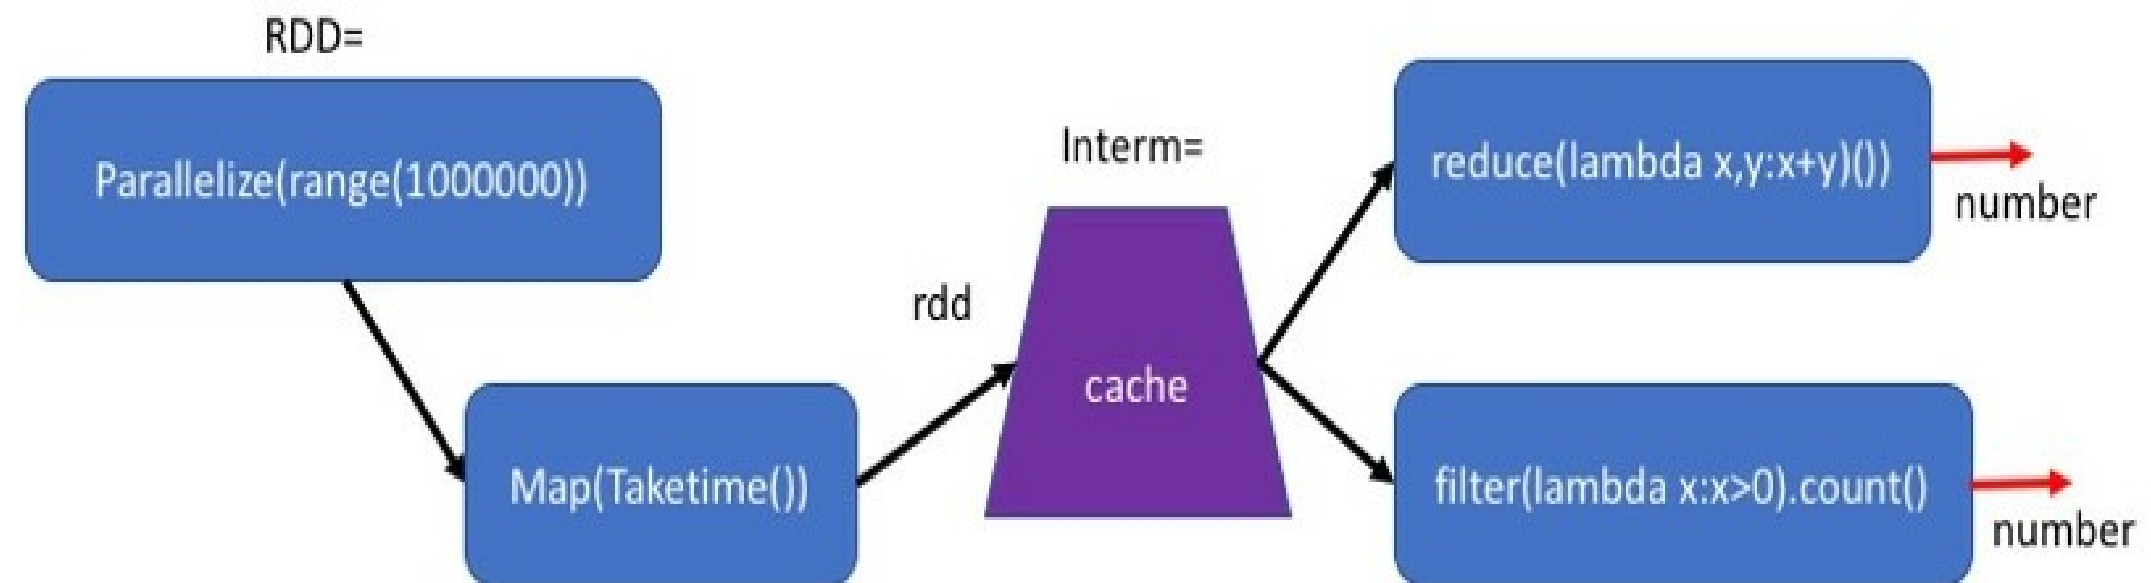 RDD=
Parallelize(range(1000000))
Map(Taketime())
rdd
Interm=
cache
reduce(lambda x,y:x+y)())
number
filter(lambda x:x>0).count()
number